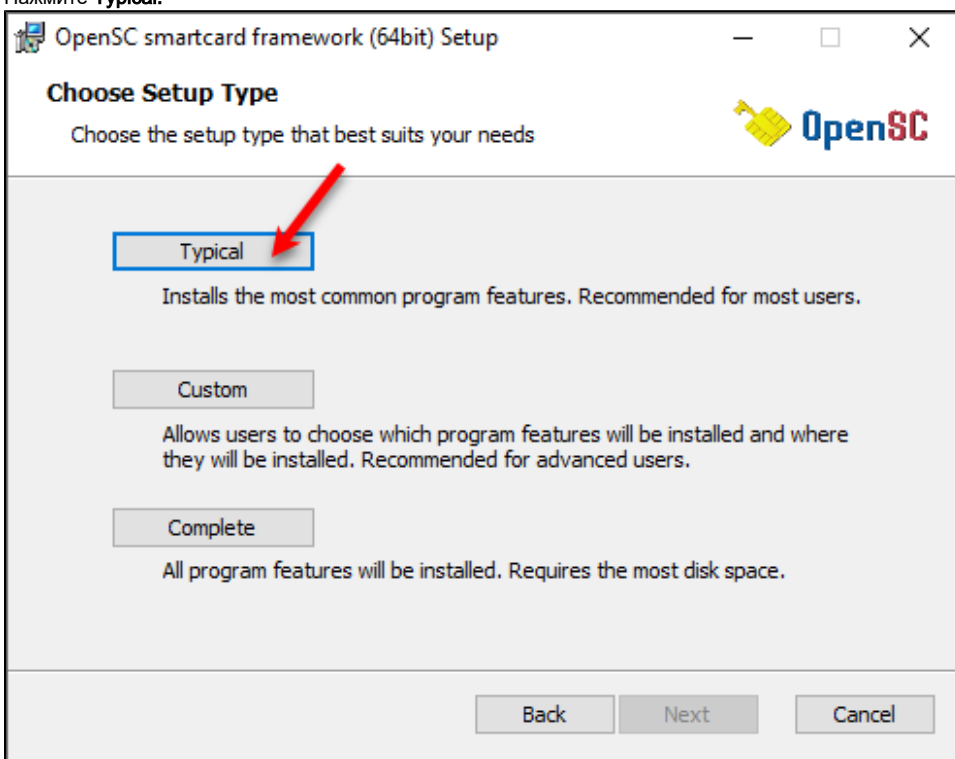 Нажмите Typical.
OpenSC smartcard framework (64bit) Setup
Choose Setup Type
Choose the setup type that best suits your needs
OpenSC
Typical
Installs the most common program features. Recommended for most users.
Custom
Allows users to choose which program features will be installed and where
they will be installed. Recommended for advanced users.
Complete
All program features will be installed. Requires the most disk space.
Back Next Cancel